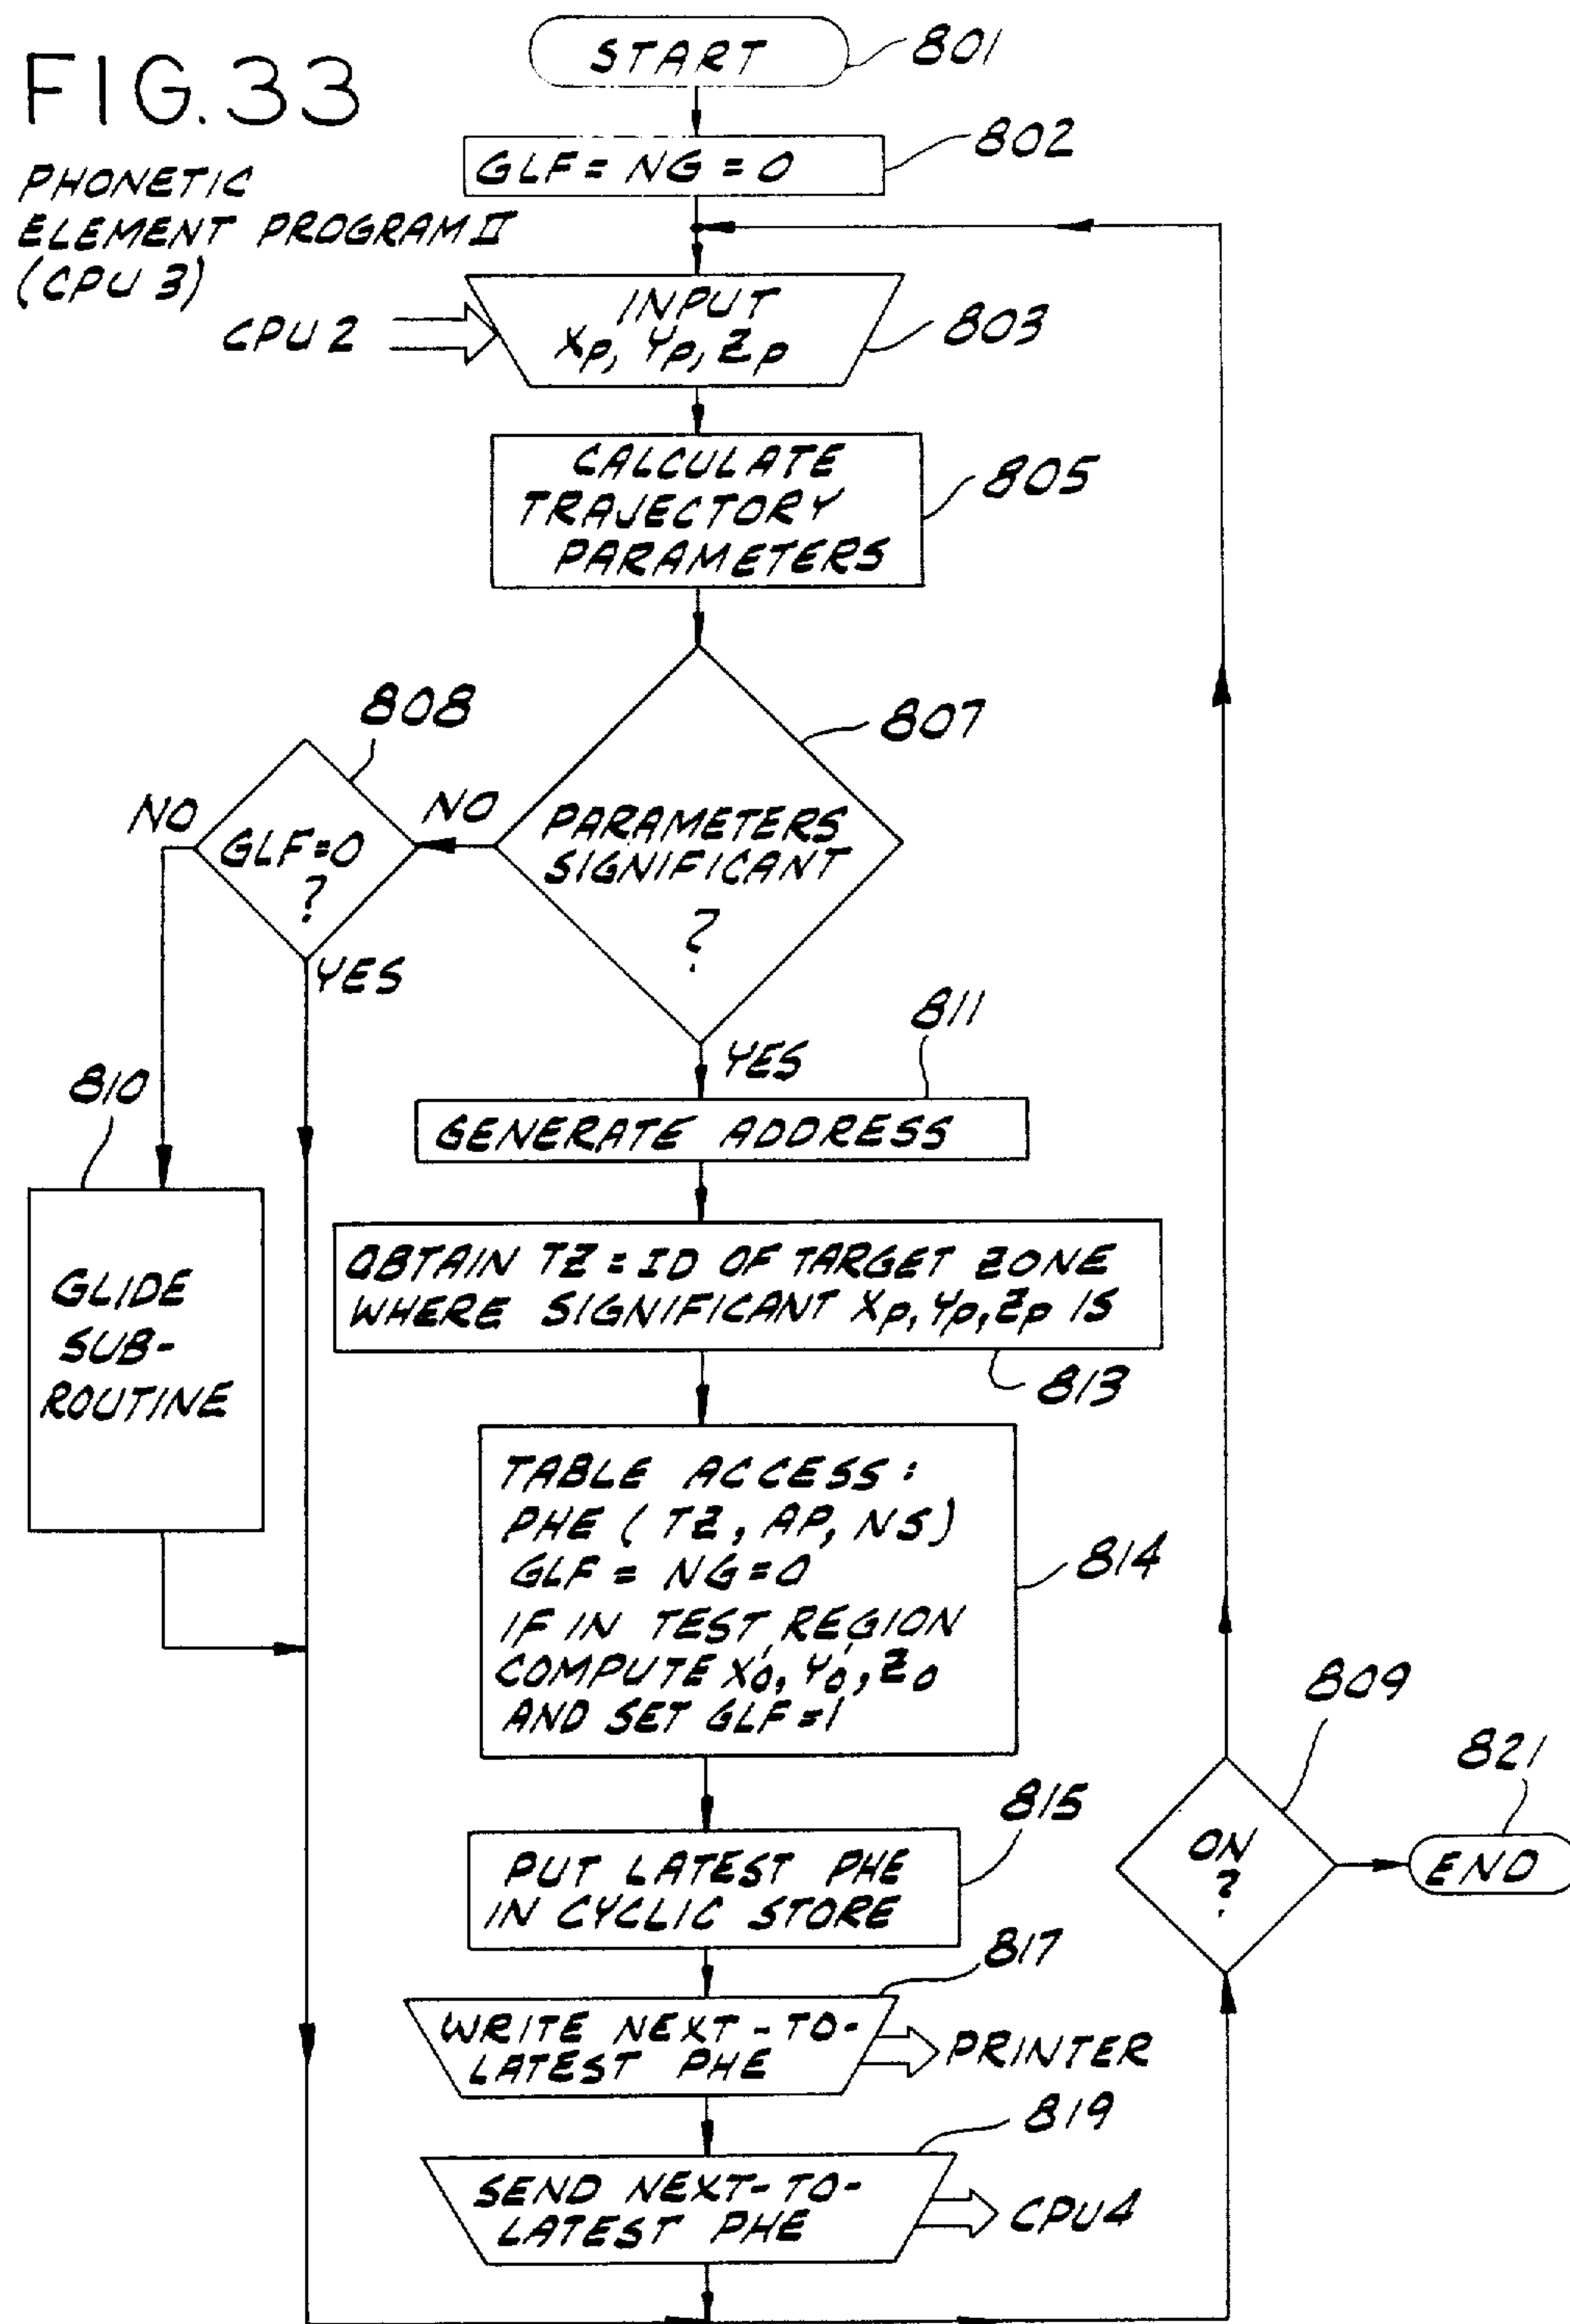 FIG. 33
PHONETIC
ELEMENT PROGRAM II
(CPU 3)
START
801
GLF = NG = 0
802
CPU 2
INPUT
Xp, Yp, Zp
803
CALCULATE
TRAJECTORY
PARAMETERS
805
PARAMETERS
SIGNIFICANT
?
807
NO
YES
GLF=0
?
808
NO
YES
810
GLIDE
SUB-
ROUTINE
GENERATE ADDRESS
811
OBTAIN TZ = ID OF TARGET ZONE
WHERE SIGNIFICANT Xp, Yp, Zp IS
813
TABLE ACCESS:
PHE (TZ, AP, NS)
GLF = NG=0
IF IN TEST REGION
COMPUTE X'o, Y'o, Z'o
AND SET GLF=1
814
PUT LATEST PHE
IN CYCLIC STORE
815
WRITE NEXT-TO-
LATEST PHE
817
PRINTER
SEND NEXT-TO-
LATEST PHE
819
CPU4
ON
?
809
END
821